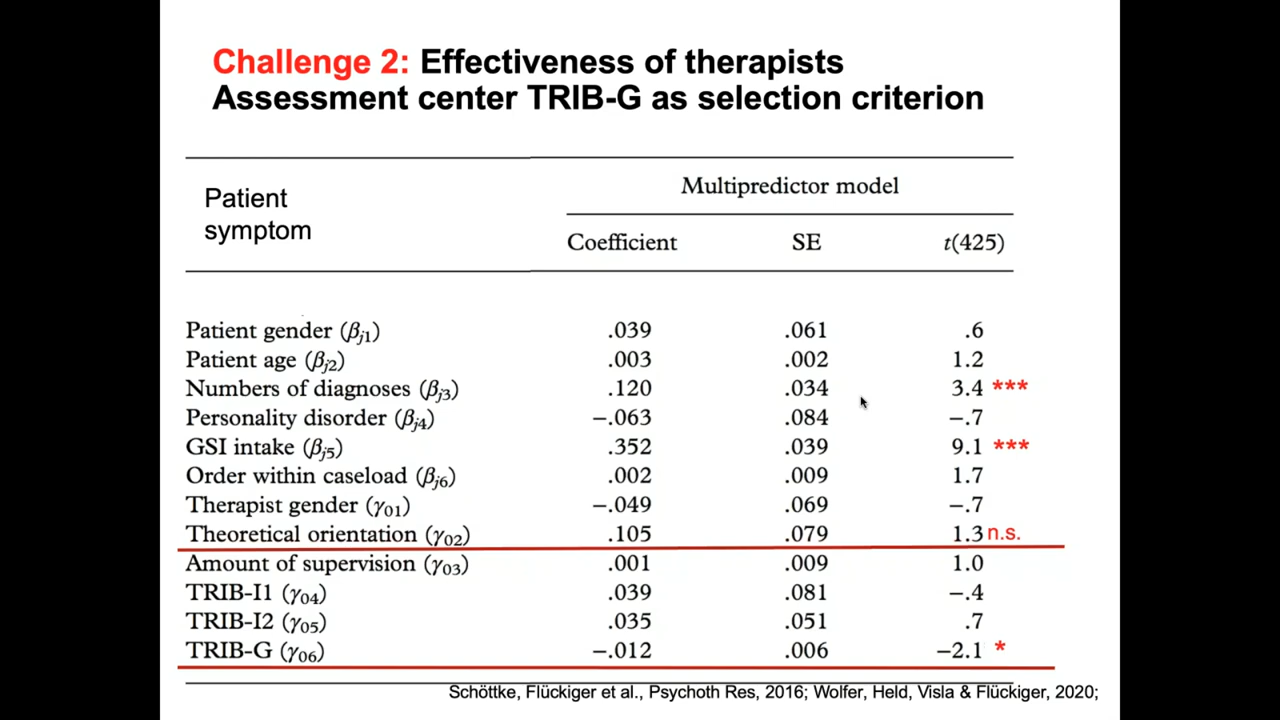 Challenge 2: Effectiveness of therapists
Assessment center TRIB-G as selection criterion
Patient
symptom
Multipredictor model
Coefficient SE t(425)
Patient gender (βj1) .039 .061 .6
Patient age (βj2) .003 .002 1.2
Numbers of diagnoses (βj3) .120 .034 3.4 ***
Personality disorder (βj4) −.063 .084 −.7
GSI intake (βj5) .352 .039 9.1 ***
Order within caseload (βj6) .002 .009 1.7
Therapist gender (γ01) −.049 .069 −.7
Theoretical orientation (γ02) .105 .079 1.3 n.s.
Amount of supervision (γ03) .001 .009 1.0
TRIB-I1 (γ04) .039 .081 −.4
TRIB-I2 (γ05) .035 .051 .7
TRIB-G (γ06) −.012 .006 −2.1 *
Schöttke, Flückiger et al., Psychoth Res, 2016; Wolfer, Held, Visla & Flückiger, 2020;